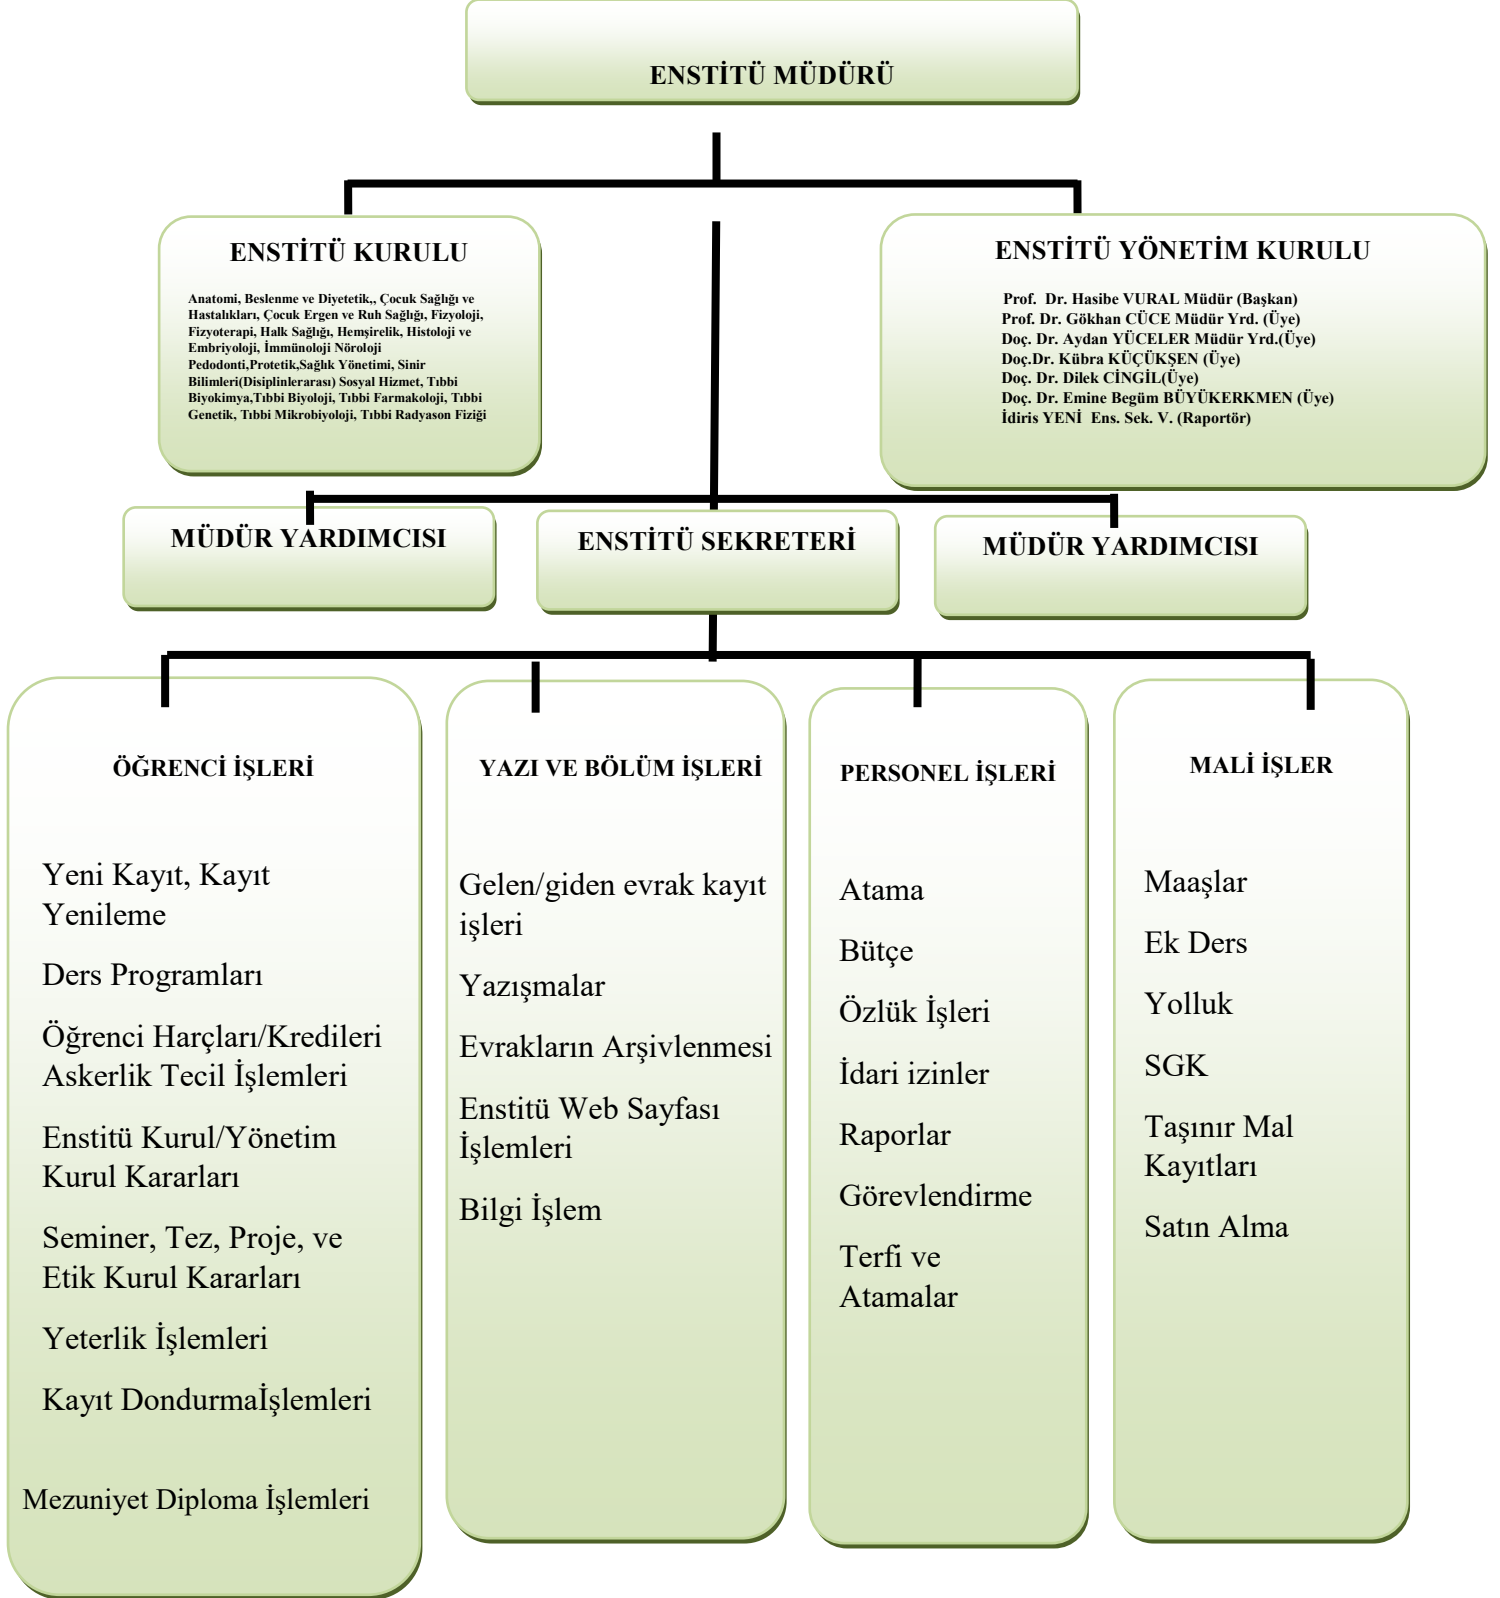 ENSTİTÜ MÜDÜRÜ
ENSTİTÜ KURULU
Anatomi, Beslenme ve Diyetetik,, Çocuk Sağlığı ve
Hastalıkları, Çocuk Ergen ve Ruh Sağlığı, Fizyoloji,
Fizyoterapi, Halk Sağlığı, Hemşirelik, Histoloji ve
Embriyoloji, İmmünoloji Nöroloji
Pedodonti,Protetik,Sağlık Yönetimi, Sinir
Bilimleri(Disiplinlerarası) Sosyal Hizmet, Tıbbi
Biyokimya,Tıbbi Biyoloji, Tıbbi Farmakoloji, Tıbbi
Genetik, Tıbbi Mikrobiyoloji, Tıbbi Radyason Fiziği
ENSTİTÜ YÖNETİM KURULU
Prof. Dr. Hasibe VURAL Müdür (Başkan)
Prof. Dr. Gökhan CÜCE Müdür Yrd. (Üye)
Doç. Dr. Aydan YÜCELER Müdür Yrd.(Üye)
Doç.Dr. Kübra KÜÇÜKŞEN (Üye)
Doç. Dr. Dilek CİNGİL(Üye)
Doç. Dr. Emine Begüm BÜYÜKERKMEN (Üye)
İdiris YENİ Ens. Sek. V. (Raportör)
MÜDÜR YARDIMCISI
ENSTİTÜ SEKRETERİ
MÜDÜR YARDIMCISI
ÖĞRENCİ İŞLERİ
Yeni Kayıt, Kayıt
Yenileme
Ders Programları
Öğrenci Harçları/Kredileri
Askerlik Tecil İşlemleri
Enstitü Kurul/Yönetim
Kurul Kararları
Seminer, Tez, Proje, ve
Etik Kurul Kararları
Yeterlik İşlemleri
Kayıt Dondurmaİşlemleri
Mezuniyet Diploma İşlemleri
YAZI VE BÖLÜM İŞLERİ
Gelen/giden evrak kayıt
işleri
Yazışmalar
Evrakların Arşivlenmesi
Enstitü Web Sayfası
İşlemleri
Bilgi İşlem
PERSONEL İŞLERİ
Atama
Bütçe
Özlük İşleri
İdari izinler
Raporlar
Görevlendirme
Terfi ve
Atamalar
MALİ İŞLER
Maaşlar
Ek Ders
Yolluk
SGK
Taşınır Mal
Kayıtları
Satın Alma